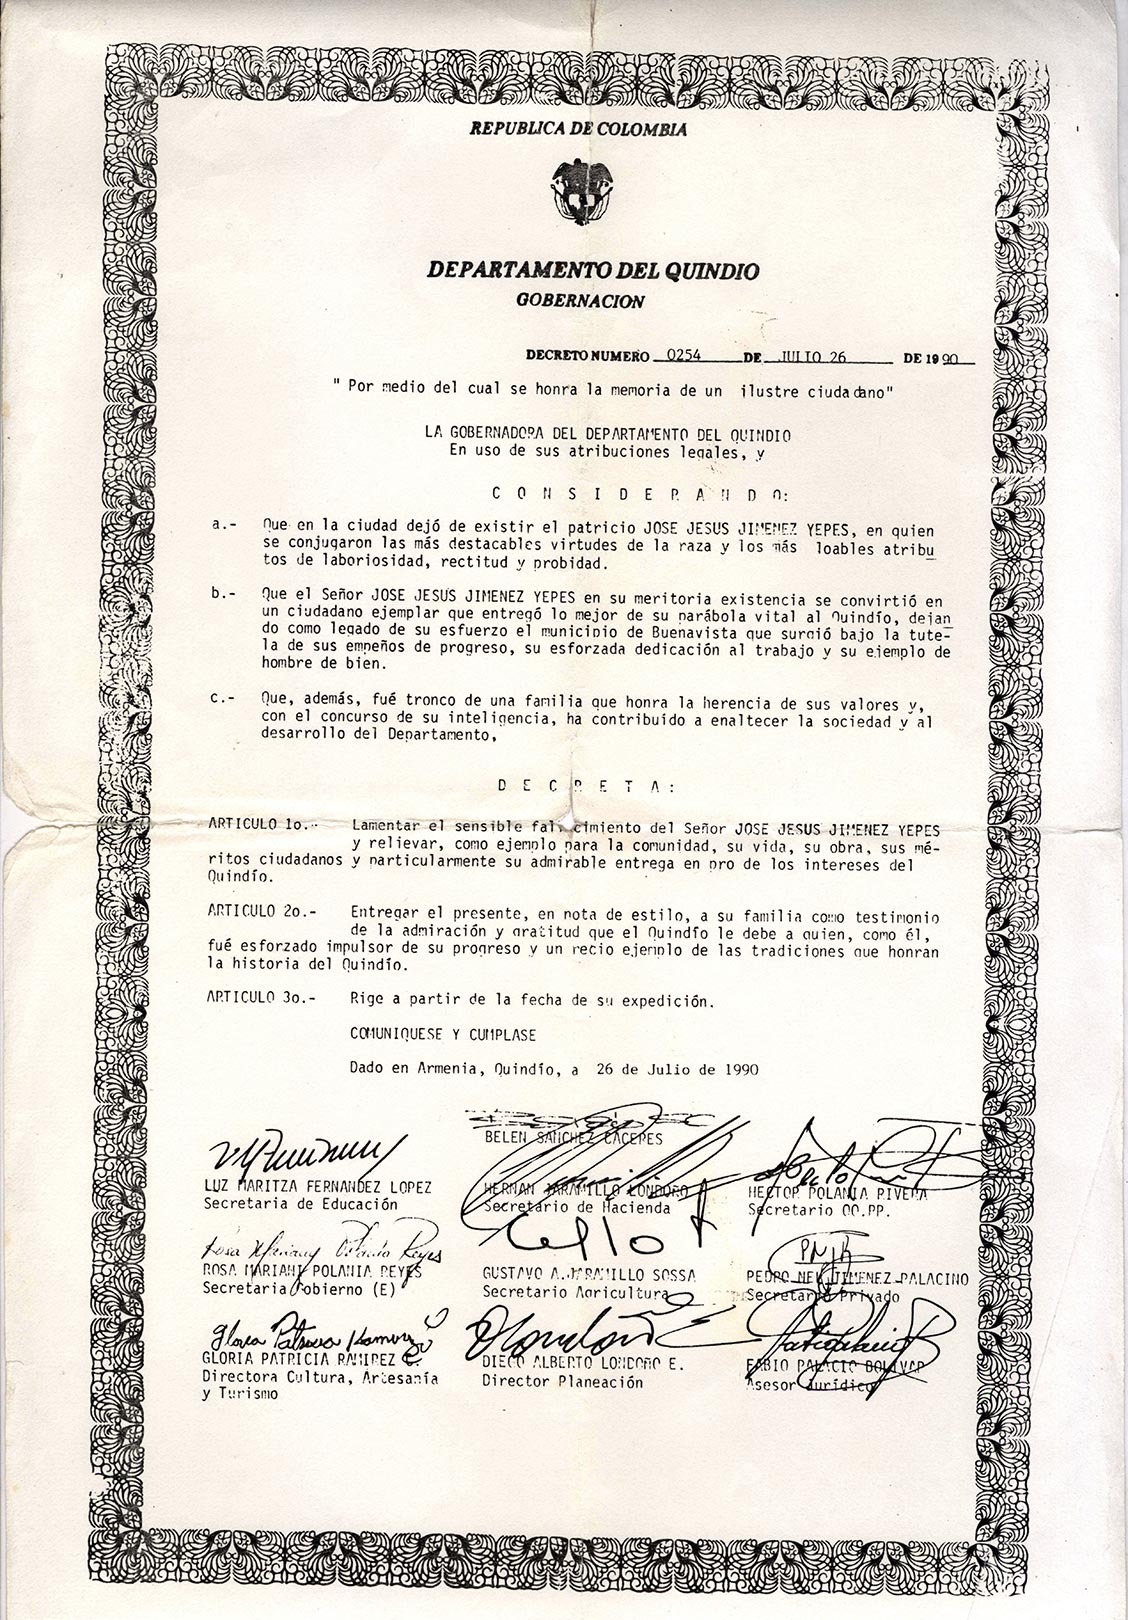 REPUBLICA DE COLOMBIA
DEPARTAMENTO DEL QUINDIO
GOBERNACION
DECRETO NUMERO 0254 DE JULIO 26 DE 1990
" Por medio del cual se honra la memoria de un ilustre ciudadano"
LA GOBERNADORA DEL DEPARTAMENTO DEL QUINDIO
En uso de sus atribuciones legales, y
C O N S I D E R A N D O:
a.- Que en la ciudad dejó de existir el patricio JOSE JESUS JIMENEZ YEPES, en quien
se conjugaron las más destacables virtudes de la raza y los más loables atribu
tos de laboriosidad, rectitud y probidad.
b.- Que el Señor JOSE JESUS JIMENEZ YEPES en su meritoria existencia se convirtió en
un ciudadano ejemplar que entregó lo mejor de su parábola vital al Quindío, dejan
do como legado de su esfuerzo el municipio de Buenavista que surgió bajo la tute-
la de sus empeños de progreso, su esforzada dedicación al trabajo y su ejemplo de
hombre de bien.
c.- Que, además, fué tronco de una familia que honra la herencia de sus valores y,
con el concurso de su inteligencia, ha contribuido a enaltecer la sociedad y al
desarrollo del Departamento,
D E C R E T A :
ARTICULO 1o.- Lamentar el sensible fallecimiento del Señor JOSE JESUS JIMENEZ YEPES
y relievar, como ejemplo para la comunidad, su vida, su obra, sus mé-
ritos ciudadanos y particularmente su admirable entrega en pro de los intereses del
Quindío.
ARTICULO 2o.- Entregar el presente, en nota de estilo, a su familia como testimonio
de la admiración y gratitud que el Quindío le debe a quien, como él,
fué esforzado impulsor de su progreso y un recio ejemplo de las tradiciones que honran
la historia del Quindío.
ARTICULO 3o.- Rige a partir de la fecha de su expedición.
COMUNIQUESE Y CUMPLASE
Dado en Armenia, Quindío, a 26 de Julio de 1990
BELEN SANCHEZ CACERES
LUZ MARITZA FERNANDEZ LOPEZ HERNAN JARAMILLO LONDOÑO HECTOR POLANIA RIVERA
Secretaria de Educación Secretario de Hacienda Secretario OO.PP.
Rosa Mariany Polanía Reyes
ROSA MARIANY POLANIA REYES GUSTAVO A. JARAMILLO SOSSA PEDRO NEL JIMENEZ PALACINO
Secretaria Gobierno (E) Secretario Agricultura Secretario Privado
Gloria Patricia Ramirez
GLORIA PATRICIA RAMIREZ C. DIEGO ALBERTO LONDOÑO E. FABIO PALACIO BOLIVAR
Directora Cultura, Artesanía Director Planeación Asesor Jurídico
y Turismo